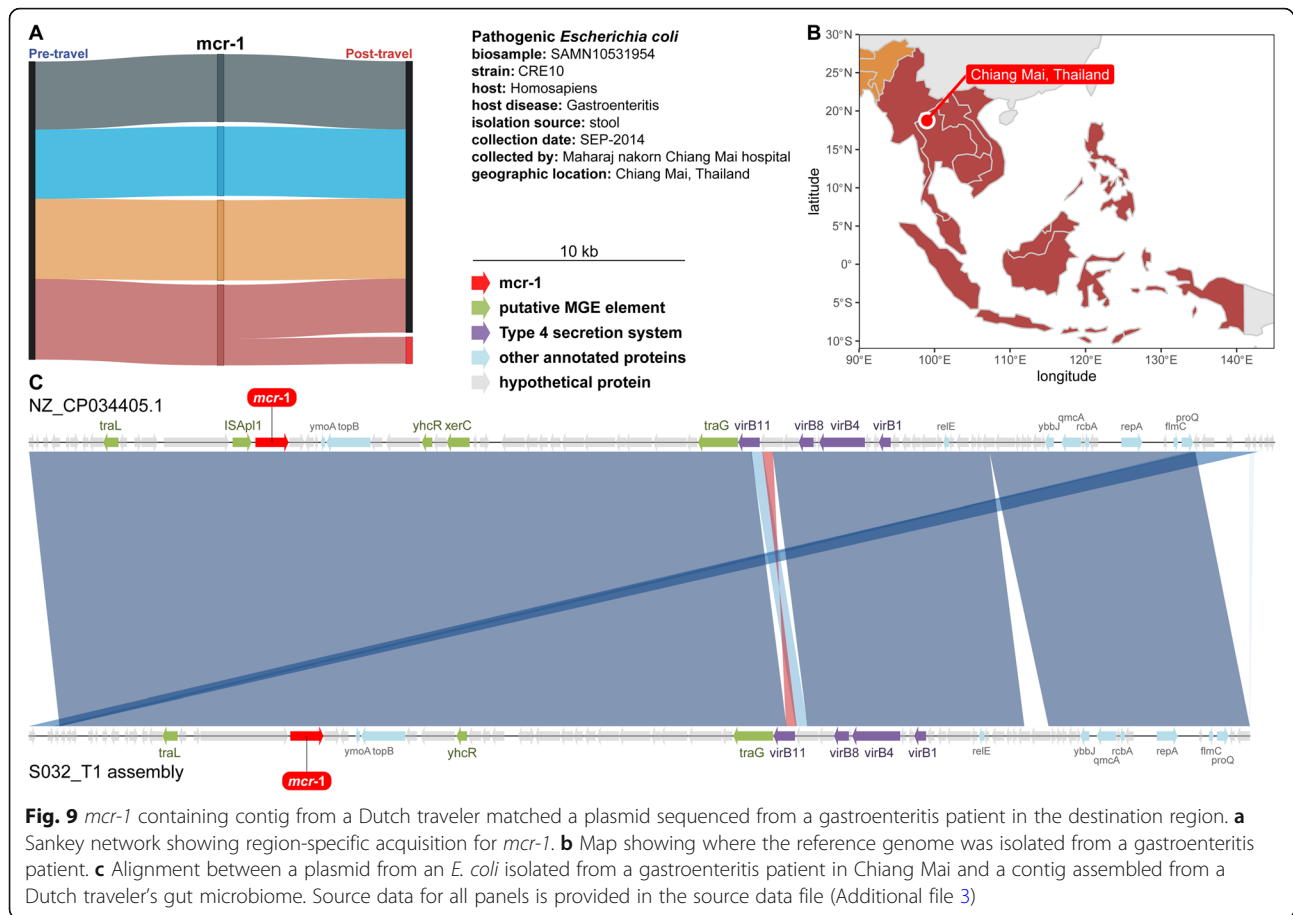 A
mcr-1
Pre-travel
Post-travel
Pathogenic Escherichia coli
biosample: SAMN10531954
strain: CRE10
host: Homosapiens
host disease: Gastroenteritis
isolation source: stool
collection date: SEP-2014
collected by: Maharaj nakorn Chiang Mai hospital
geographic location: Chiang Mai, Thailand
10 kb
mcr-1
putative MGE element
Type 4 secretion system
other annotated proteins
hypothetical protein
B
Chiang Mai, Thailand
latitude
30°N
25°N
20°N
15°N
10°N
5°N
0°
5°S
10°S
90°E 100°E 110°E 120°E 130°E 140°E
longitude
C
NZ_CP034405.1
mcr-1
traL ISApl1 ymoA topB yhcR xerC traG virB11 virB8 virB4 virB1 relE ybbJ qmcA rcbA repA flmC proQ
traL ymoA topB yhcR traG virB11 virB8 virB4 virB1 relE ybbJ qmcA rcbA repA flmC proQ
mcr-1
S032_T1 assembly
Fig. 9 mcr-1 containing contig from a Dutch traveler matched a plasmid sequenced from a gastroenteritis patient in the destination region. a
Sankey network showing region-specific acquisition for mcr-1. b Map showing where the reference genome was isolated from a gastroenteritis
patient. c Alignment between a plasmid from an E. coli isolated from a gastroenteritis patient in Chiang Mai and a contig assembled from a
Dutch traveler's gut microbiome. Source data for all panels is provided in the source data file (Additional file 3)